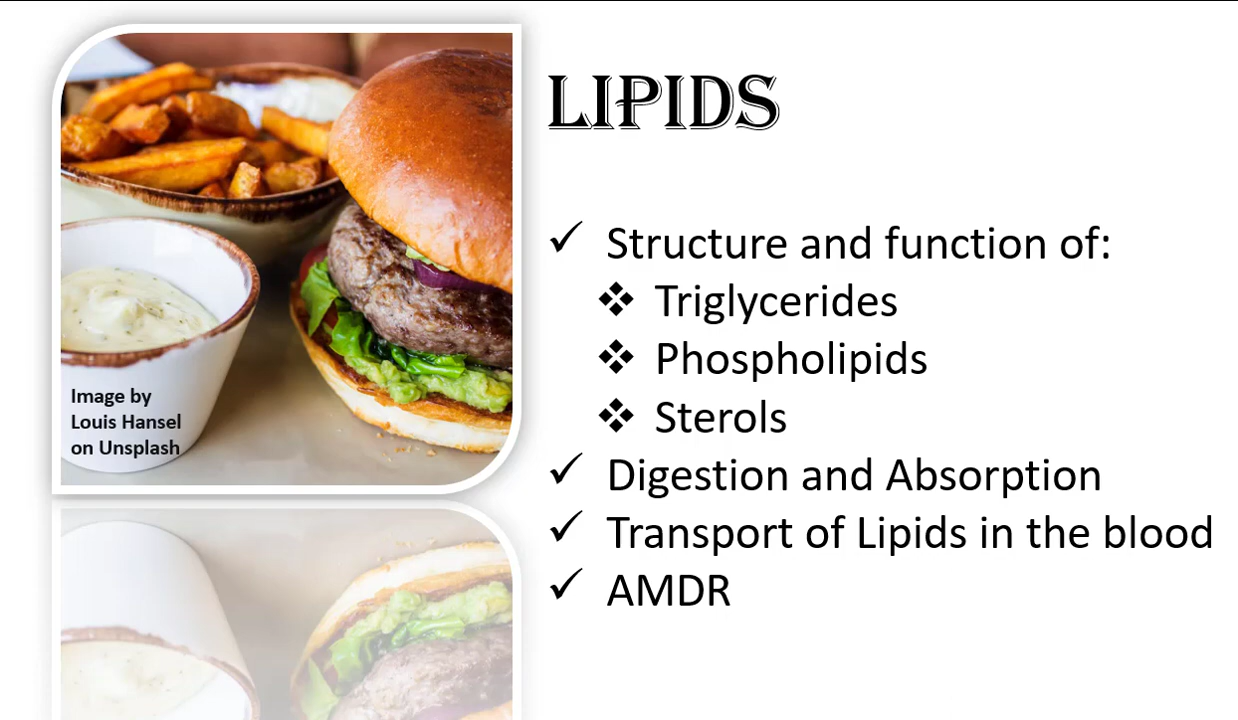 LIPIDS
✓ Structure and function of:
❖ Triglycerides
❖ Phospholipids
❖ Sterols
✓ Digestion and Absorption
✓ Transport of Lipids in the blood
✓ AMDR
Image by
Louis Hansel
on Unsplash